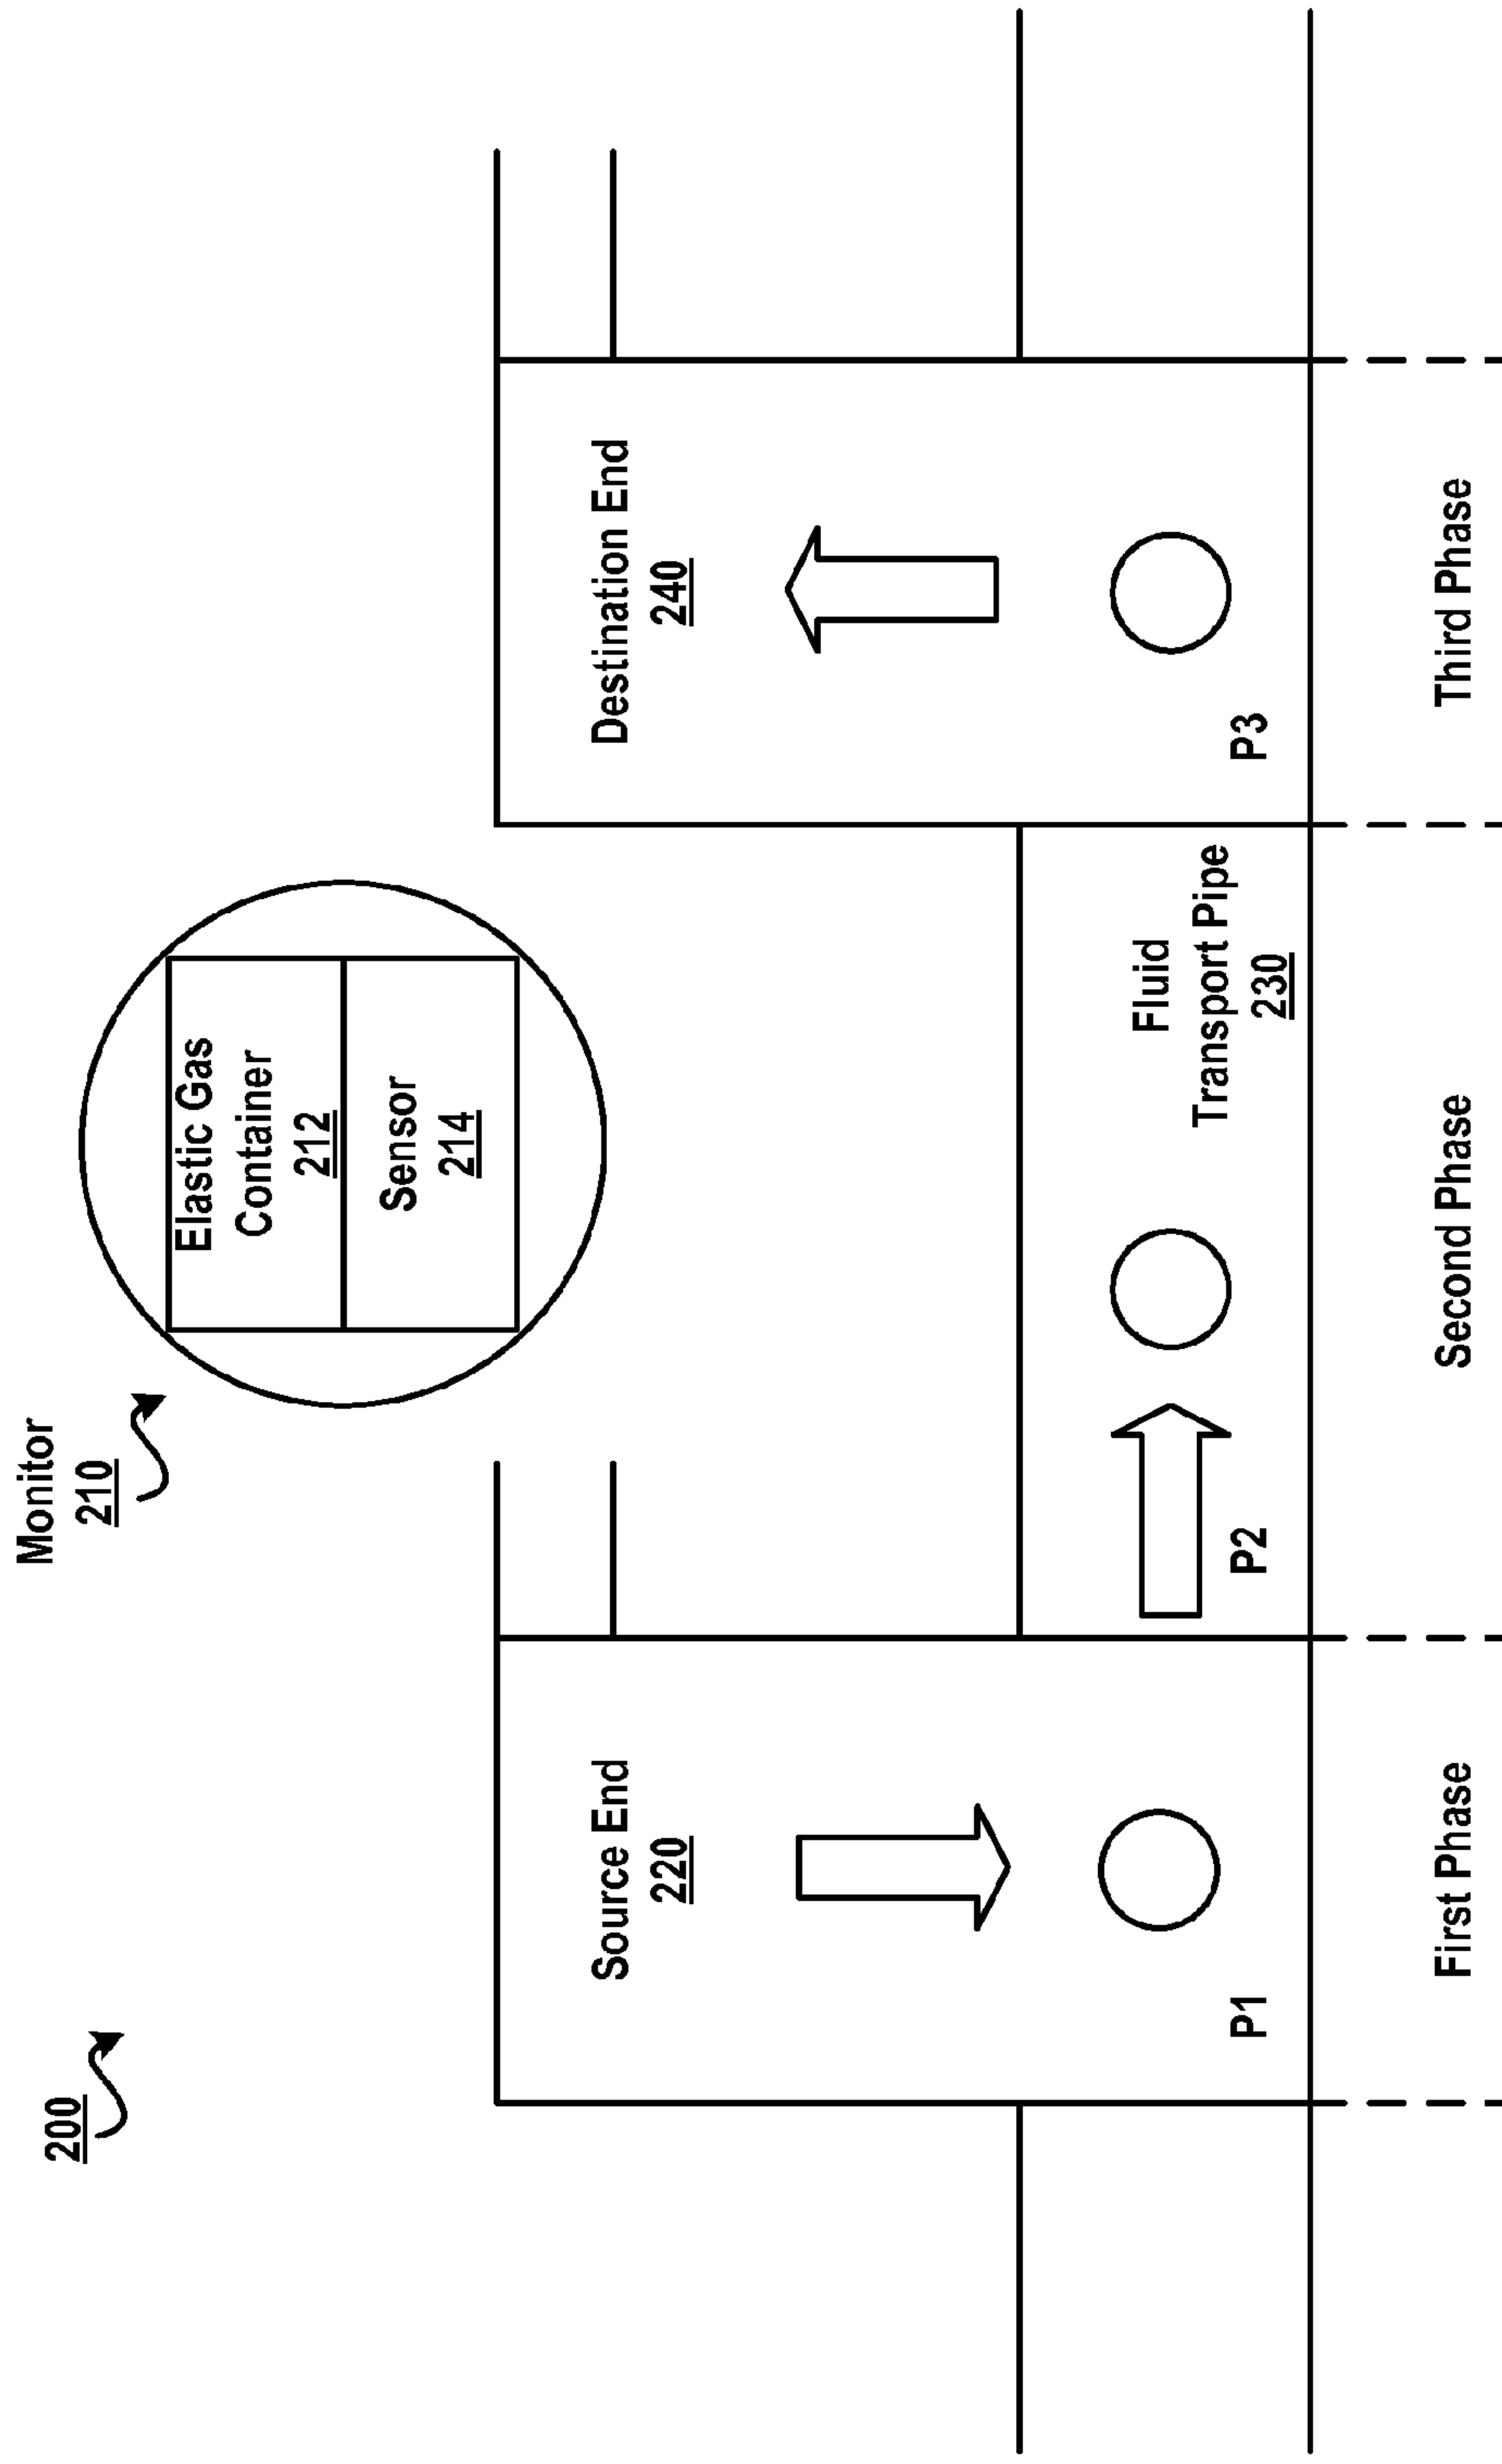 200
Monitor
210
Elastic Gas
Container
212
Sensor
214
Source End
220
Destination End
240
Fluid
Transport Pipe
230
P1
P2
P3
First Phase
Second Phase
Third Phase